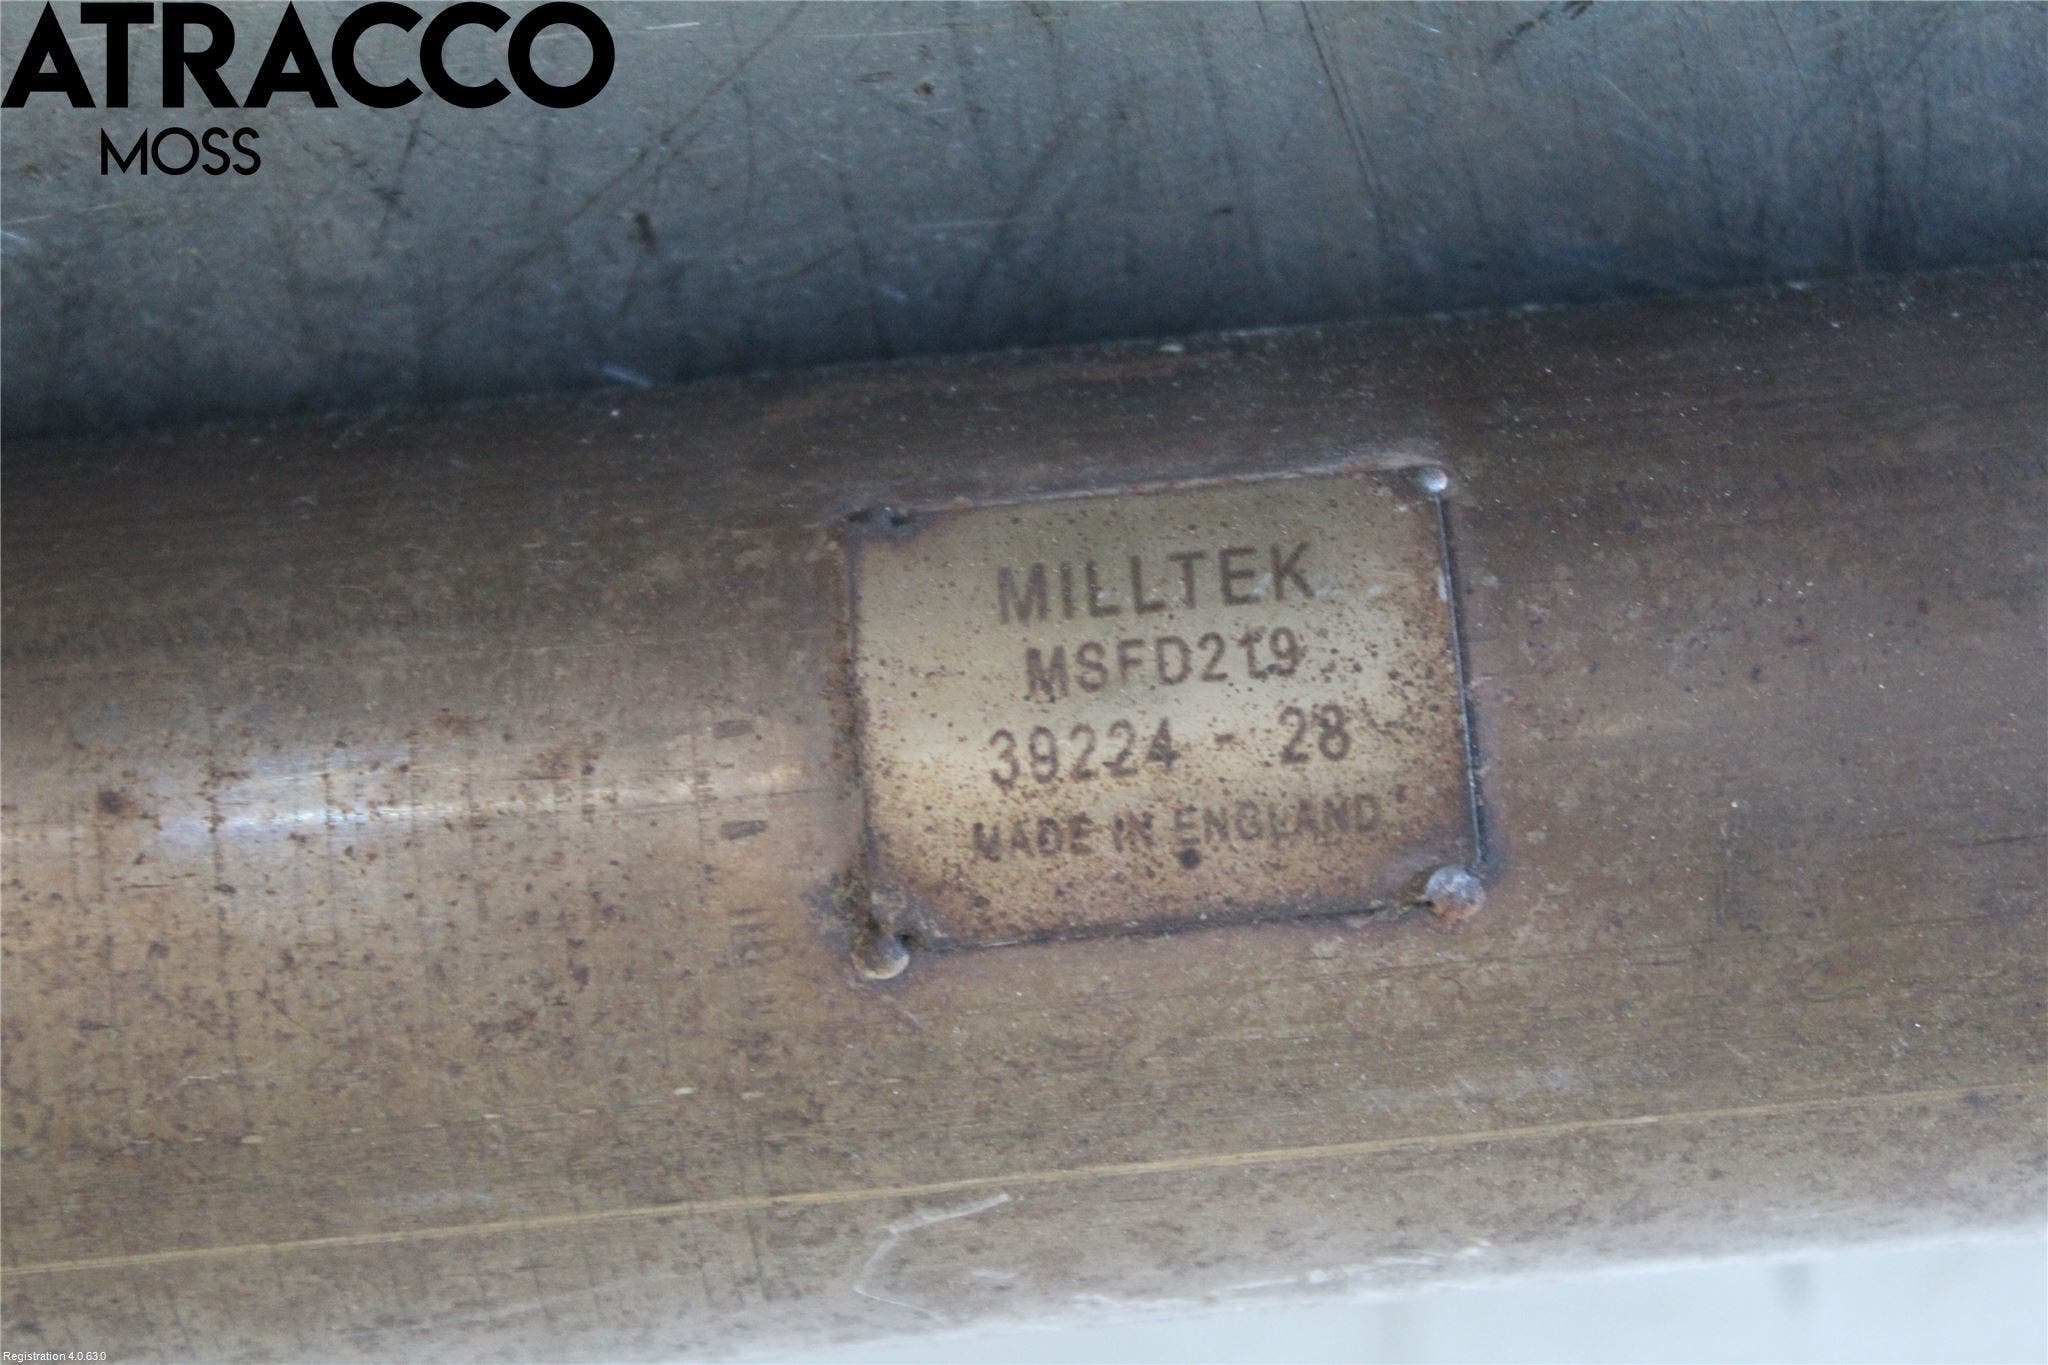 ATRACCO
MOSS
MILLTEK
MSFD219
39224 - 28
MADE IN ENGLAND
Registration 4.0.63.0